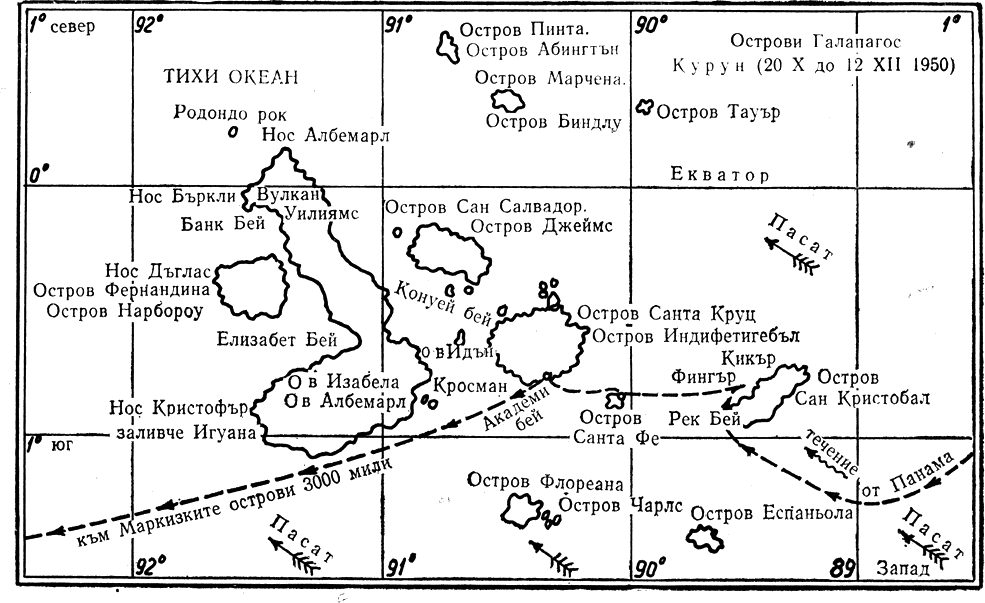 1° север
92°
91°
90°
1°
Остров Пинта.
Остров Абингтън
Острови Галапагос
Курун (20 X до 12 XII 1950)
ТИХИ ОКЕАН
Остров Марчена.
Остров Биндлу
Остров Тауър
Родондо рок
Нос Албемарл
0°
Екватор
Нос Бъркли
Вулкан
Уилиямс
Банк Бей
Остров Сан Салвадор.
Остров Джеймс
Пасат
Нос Дъглас
Остров Фернандина
Остров Нарбороу
Конуей бей
Остров Санта Круц
Остров Индифетигебъл
Елизабет Бей
о в Идън
Кикър
Фингър
Остров
Сан Кристобал
О в Изабела
О в Албемарл
Кросман
Нос Кристофър
заливче Игуана
Академи
бей
Остров
Санта Фе
Рек Бей
1° юг
течение
от Панама
към Маркизките острови 3000 мили
Остров Флореана
Остров Чарлс
Остров Еспаньола
Пасат
Пасат
92°
91°
90°
89
Запад